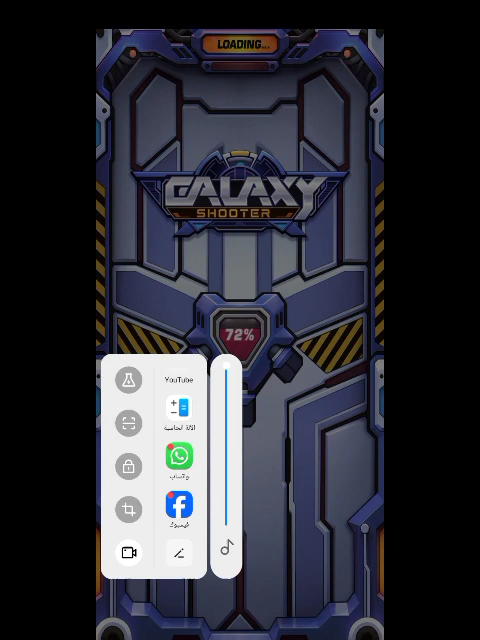 LOADING...
GALAXY
SHOOTER
72%
YouTube
الآلة الحاسبة
واتساب
فيسبوك